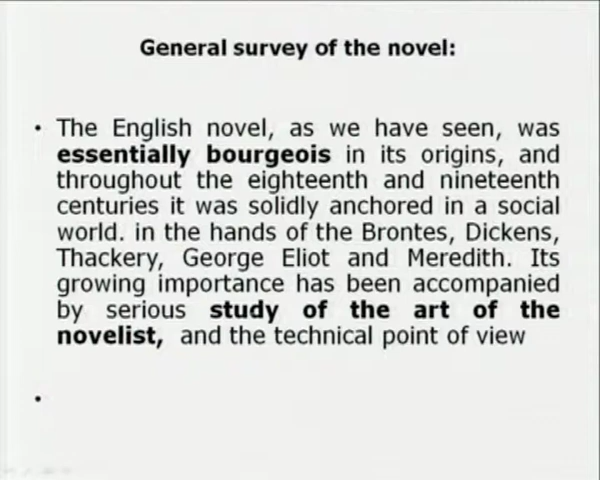 General survey of the novel:
• The English novel, as we have seen, was
essentially bourgeois in its origins, and
throughout the eighteenth and nineteenth
centuries it was solidly anchored in a social
world. in the hands of the Brontes, Dickens,
Thackery, George Eliot and Meredith. Its
growing importance has been accompanied
by serious study of the art of the
novelist, and the technical point of view
•